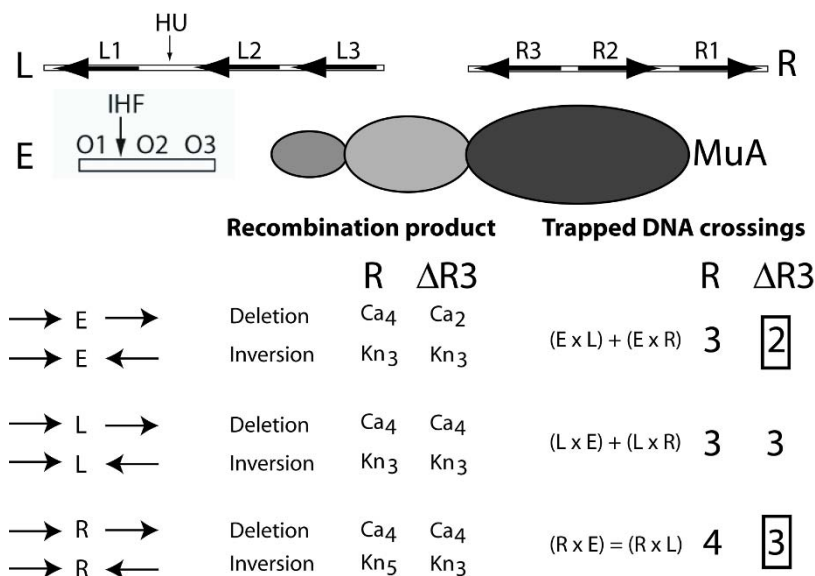 HU
L L1 L2 L3 R3 R2 R1 R
IHF
E O1 O2 O3 MuA
Recombination product Trapped DNA crossings
R ΔR3 R ΔR3
E Deletion Ca4 Ca2
(E x L) + (E x R) 3 2
E Inversion Kn3 Kn3
L Deletion Ca4 Ca4
(L x E) + (L x R) 3 3
L Inversion Kn3 Kn3
R Deletion Ca4 Ca4
(R x E) = (R x L) 4 3
R Inversion Kn5 Kn3